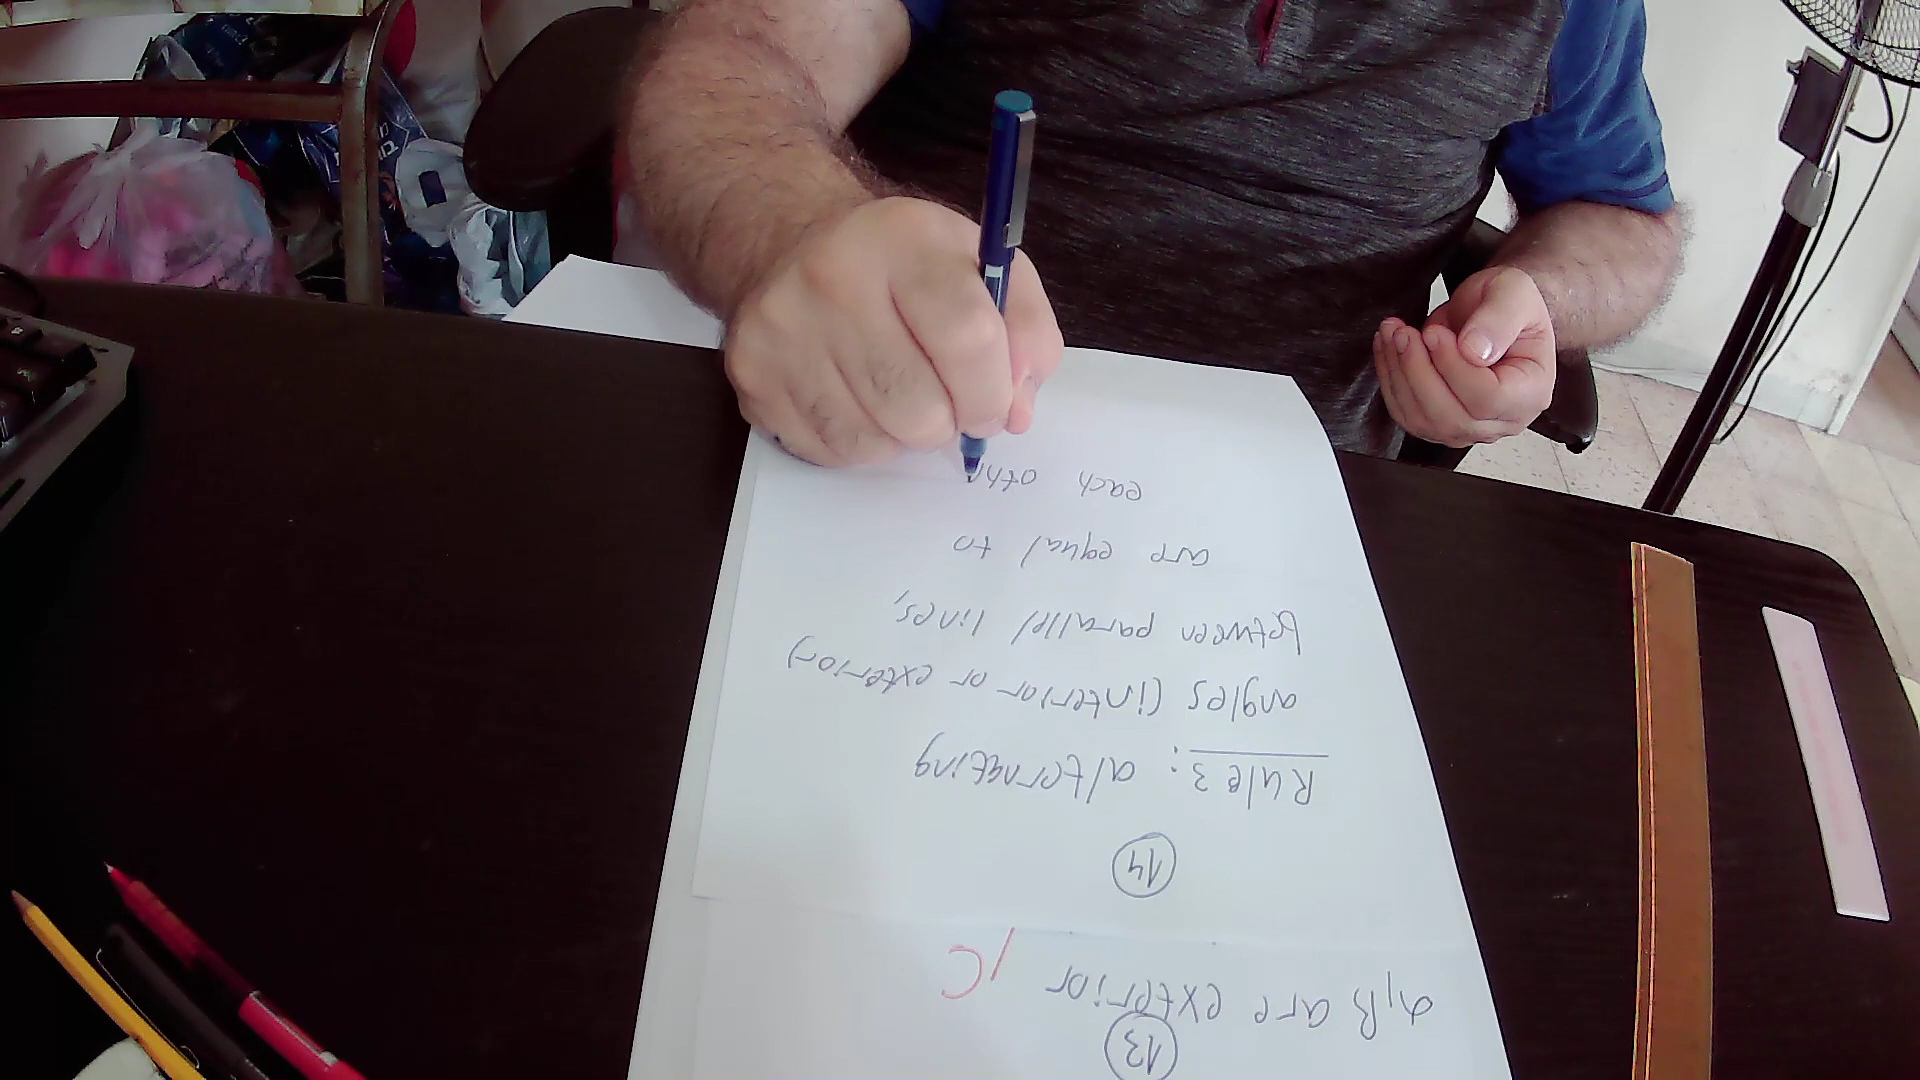 13
α,β are exterior
14
Rule 3: alternating
angles (interior or exterior)
between parallel lines,
are equal to
each oth